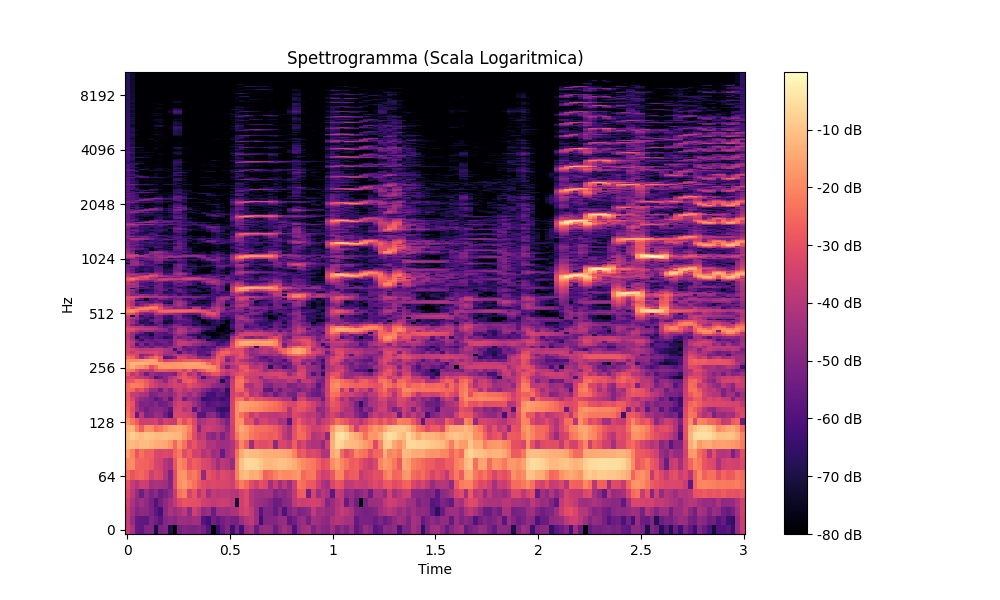 Spettrogramma (Scala Logaritmica)
8192
4096
2048
1024
512
256
128
64
0
Hz
0
0.5
1
1.5
2
2.5
3
Time
-10 dB
-20 dB
-30 dB
-40 dB
-50 dB
-60 dB
-70 dB
-80 dB